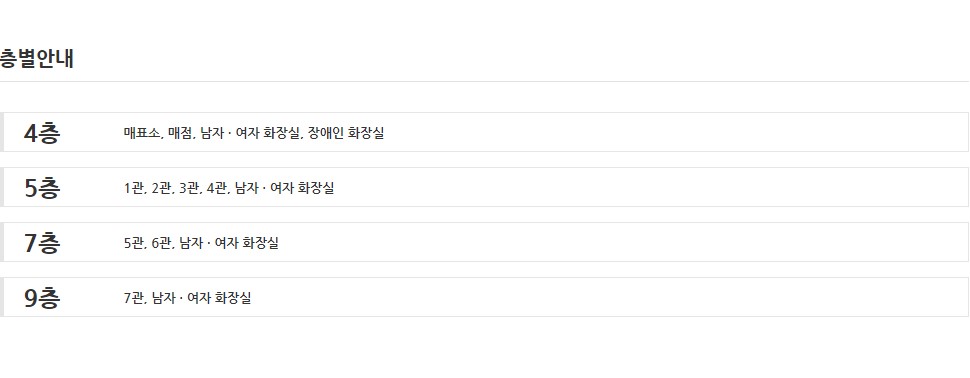 층별안내
4층 매표소, 매점, 남자 · 여자 화장실, 장애인 화장실
5층 1관, 2관, 3관, 4관, 남자 · 여자 화장실
7층 5관, 6관, 남자 · 여자 화장실
9층 7관, 남자 · 여자 화장실